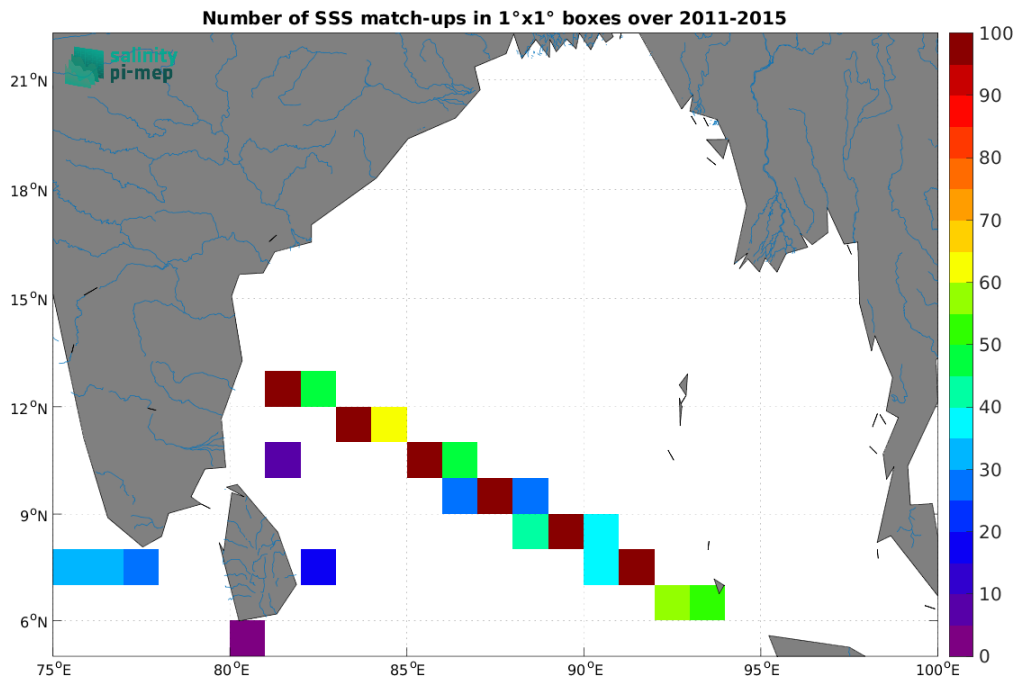 Number of SSS match-ups in 1°x1° boxes over 2011-2015
salinity
pi-mep
21°N
18°N
15°N
12°N
9°N
6°N
75°E
80°E
85°E
90°E
95°E
100°E
100
90
80
70
60
50
40
30
20
10
0